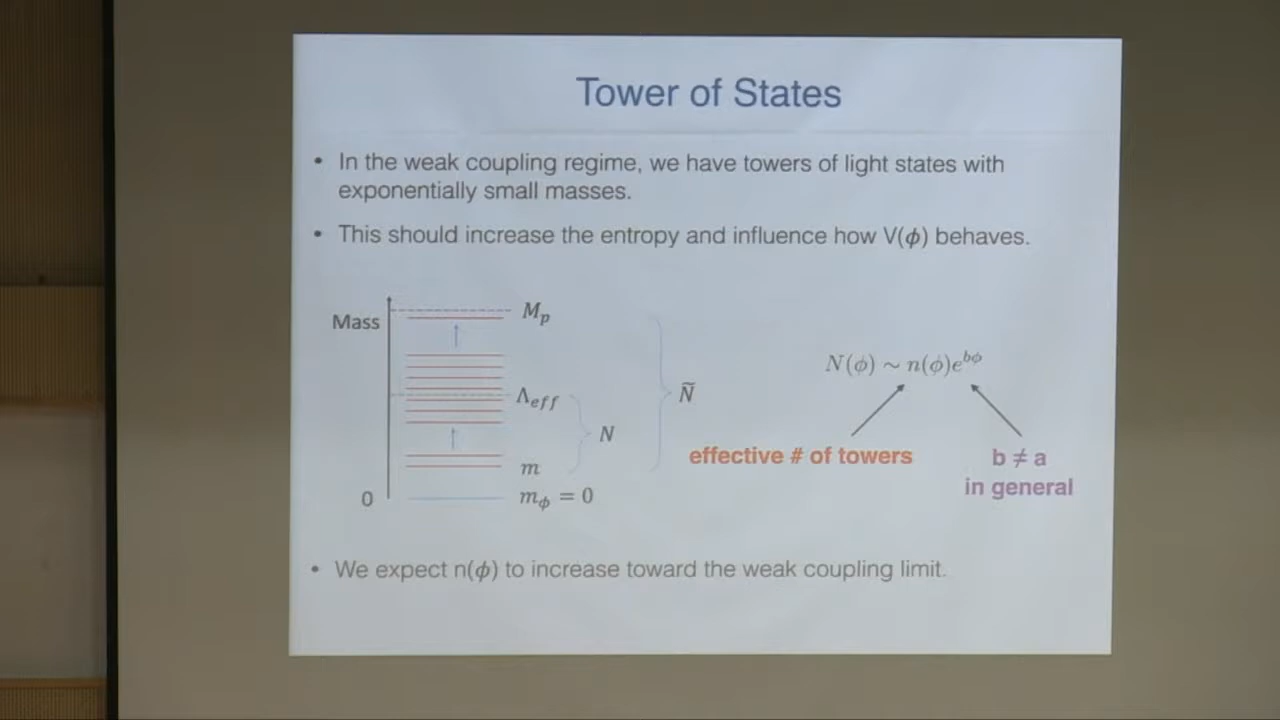 Tower of States
• In the weak coupling regime, we have towers of light states with
exponentially small masses.
• This should increase the entropy and influence how V(ϕ) behaves.
Mass
M_p
Λ_eff
Ñ
N
m
0
m_ϕ = 0
N(ϕ) ~ n(ϕ)e^{bϕ}
effective # of towers
b ≠ a
in general
• We expect n(ϕ) to increase toward the weak coupling limit.